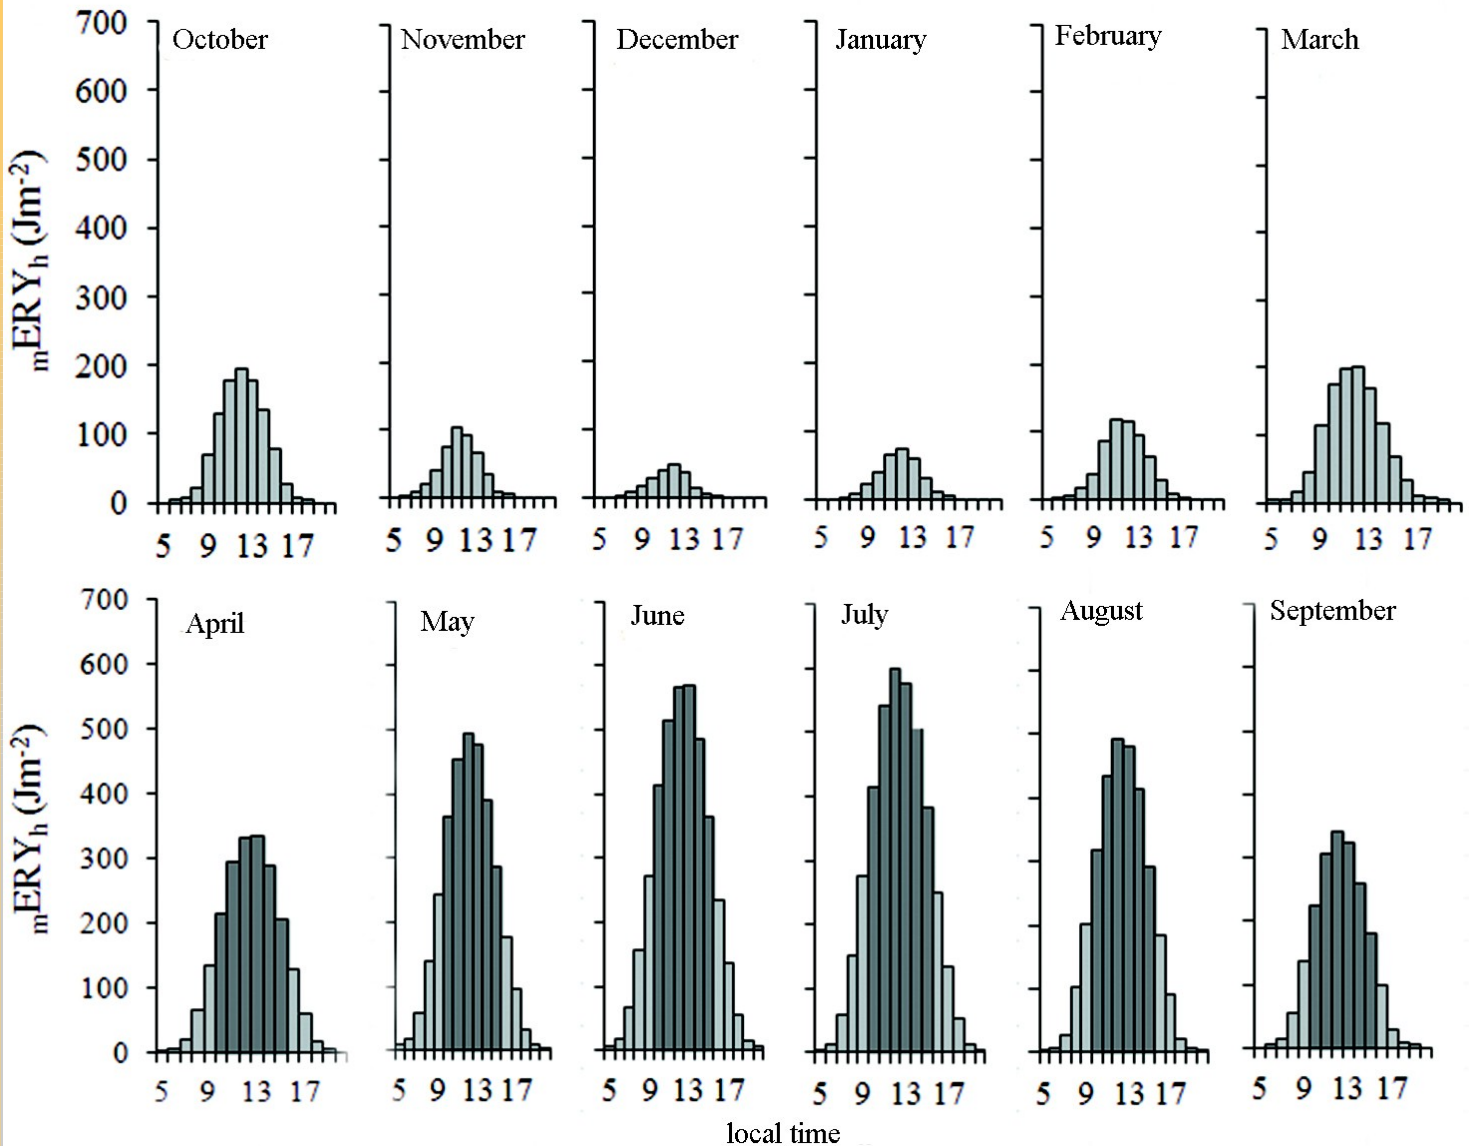 700 October November December January February March
600
500
400
300
200
100
0
mERYh (Jm-2)
5 9 13 17 5 9 13 17 5 9 13 17 5 9 13 17 5 9 13 17 5 9 13 17
700 April May June July August September
600
500
400
300
200
100
0
mERYh (Jm-2)
5 9 13 17 5 9 13 17 5 9 13 17 5 9 13 17 5 9 13 17 5 9 13 17
local time